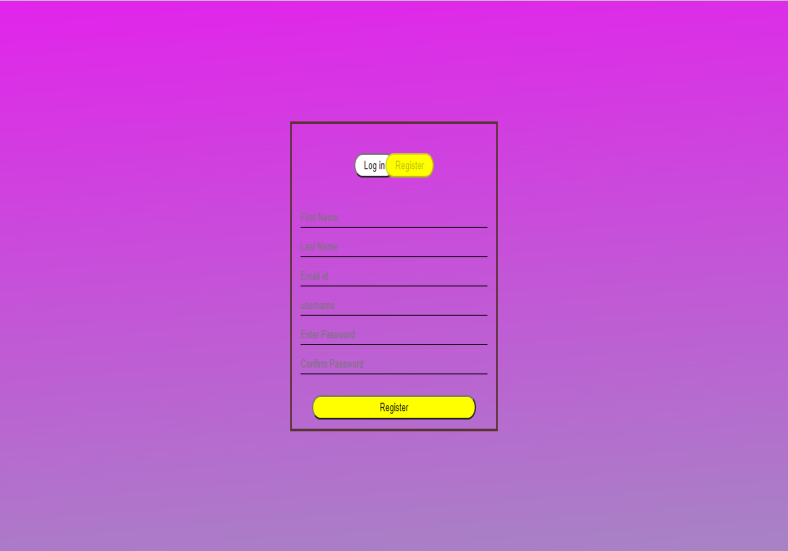 Log in Register
First Name
Last Name
Email id
username
Enter Password
Confirm Password
Register